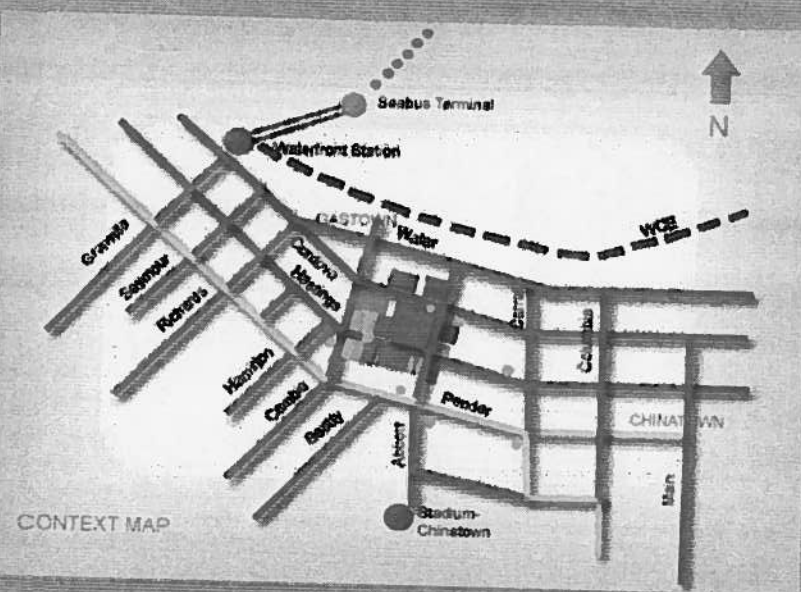 Seabus Terminal
N
Waterfront Station
GASTOWN
Water
WCE
Granville
Seymour
Richards
Cordova
Hastings
Carrall
Columbia
Hamilton
Cambie
Beatty
Pender
Abbott
CHINATOWN
Main
Stadium-
Chinatown
CONTEXT MAP